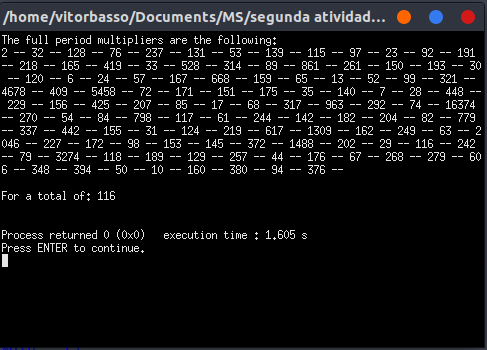 /home/vitorbasso/Documents/MS/segunda atividad...
The full period multipliers are the following:
2 -- 32 -- 128 -- 76 -- 237 -- 131 -- 53 -- 139 -- 115 -- 97 -- 23 -- 92 -- 191
-- 218 -- 165 -- 419 -- 33 -- 528 -- 314 -- 89 -- 861 -- 261 -- 150 -- 193 -- 30
-- 120 -- 6 -- 24 -- 57 -- 167 -- 668 -- 159 -- 65 -- 13 -- 52 -- 99 -- 321 --
4678 -- 409 -- 5458 -- 72 -- 171 -- 151 -- 175 -- 35 -- 140 -- 7 -- 28 -- 448 --
229 -- 156 -- 425 -- 207 -- 85 -- 17 -- 68 -- 317 -- 963 -- 292 -- 74 -- 16374
-- 270 -- 54 -- 84 -- 798 -- 117 -- 61 -- 244 -- 142 -- 182 -- 204 -- 82 -- 779
-- 337 -- 442 -- 155 -- 31 -- 124 -- 219 -- 617 -- 1309 -- 162 -- 249 -- 63 -- 2
046 -- 227 -- 172 -- 98 -- 153 -- 145 -- 372 -- 1488 -- 202 -- 29 -- 116 -- 242
-- 79 -- 3274 -- 118 -- 189 -- 129 -- 257 -- 44 -- 176 -- 67 -- 268 -- 279 -- 60
6 -- 348 -- 394 -- 50 -- 10 -- 160 -- 380 -- 94 -- 376 --
For a total of: 116
Process returned 0 (0x0)   execution time : 1.605 s
Press ENTER to continue.